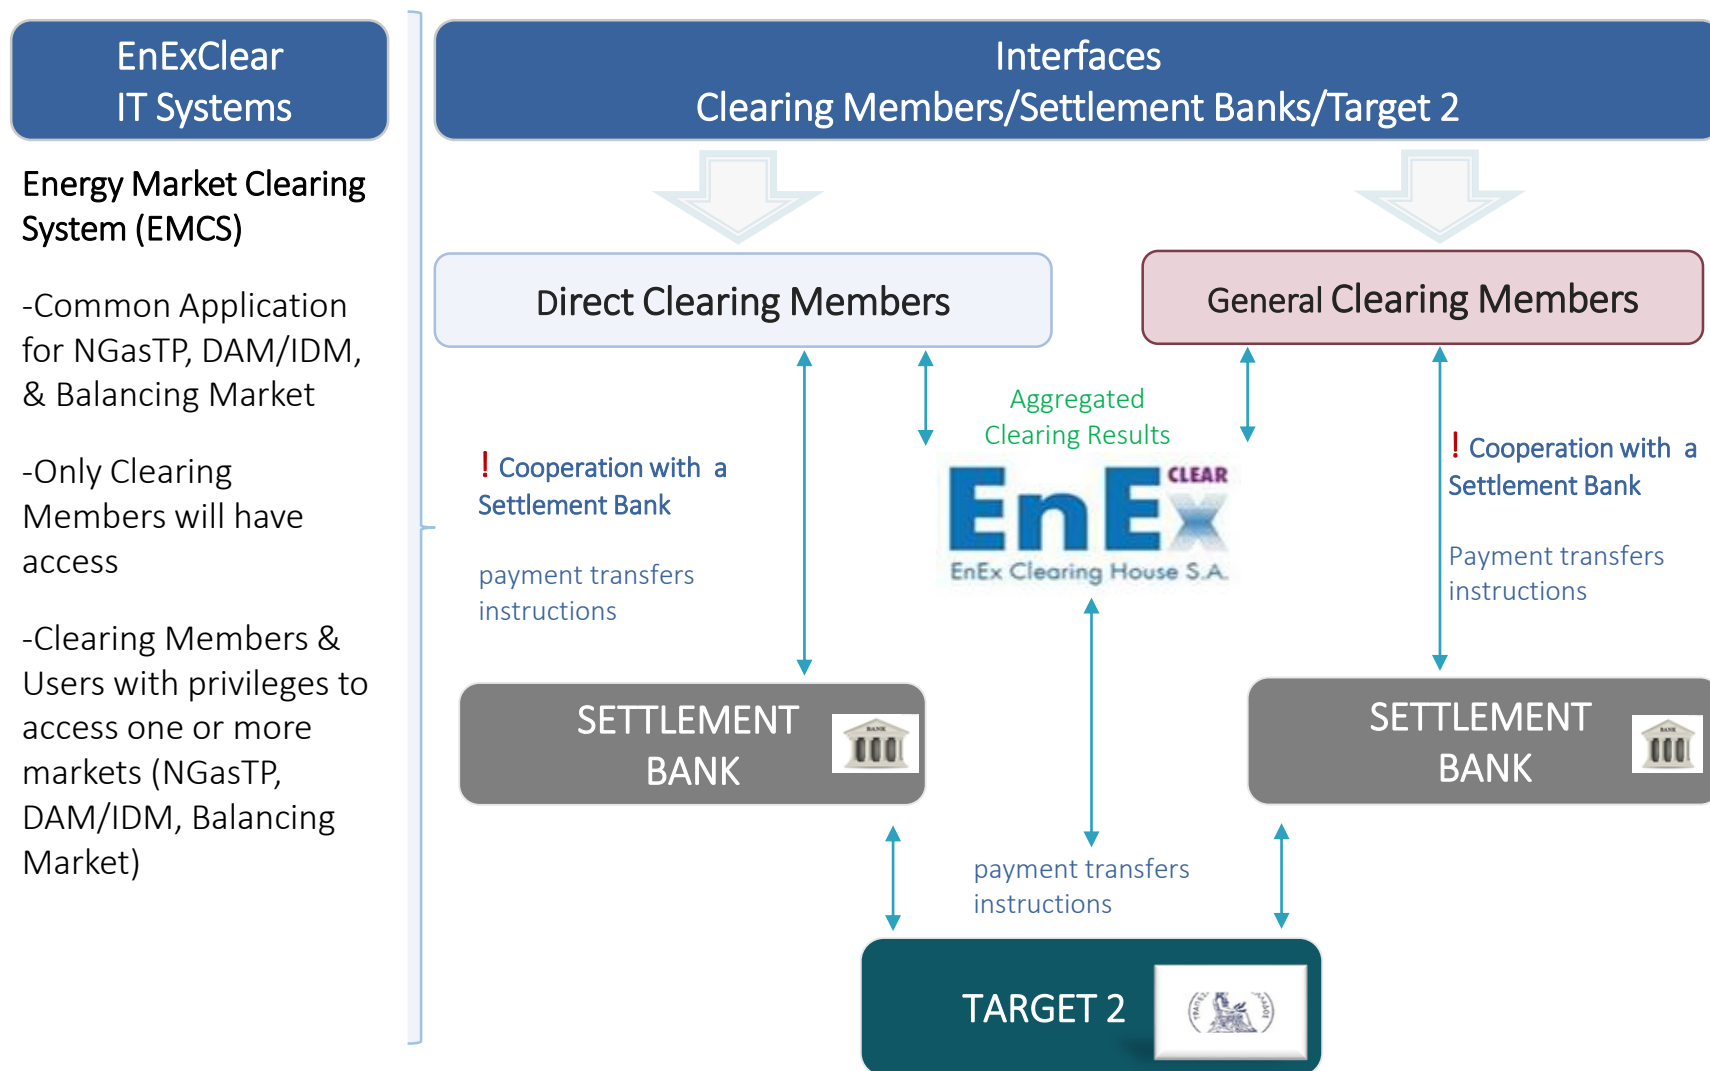 EnExClear
IT Systems
Energy Market Clearing
System (EMCS)
-Common Application
for NGasTP, DAM/IDM,
& Balancing Market
-Only Clearing
Members will have
access
-Clearing Members &
Users with privileges to
access one or more
markets (NGasTP,
DAM/IDM, Balancing
Market)
Interfaces
Clearing Members/Settlement Banks/Target 2
Direct Clearing Members
General Clearing Members
Aggregated
Clearing Results
! Cooperation with a
Settlement Bank
payment transfers
instructions
EnEx CLEAR
EnEx Clearing House S.A.
! Cooperation with a
Settlement Bank
Payment transfers
instructions
SETTLEMENT
BANK
BANK
SETTLEMENT
BANK
BANK
payment transfers
instructions
TARGET 2